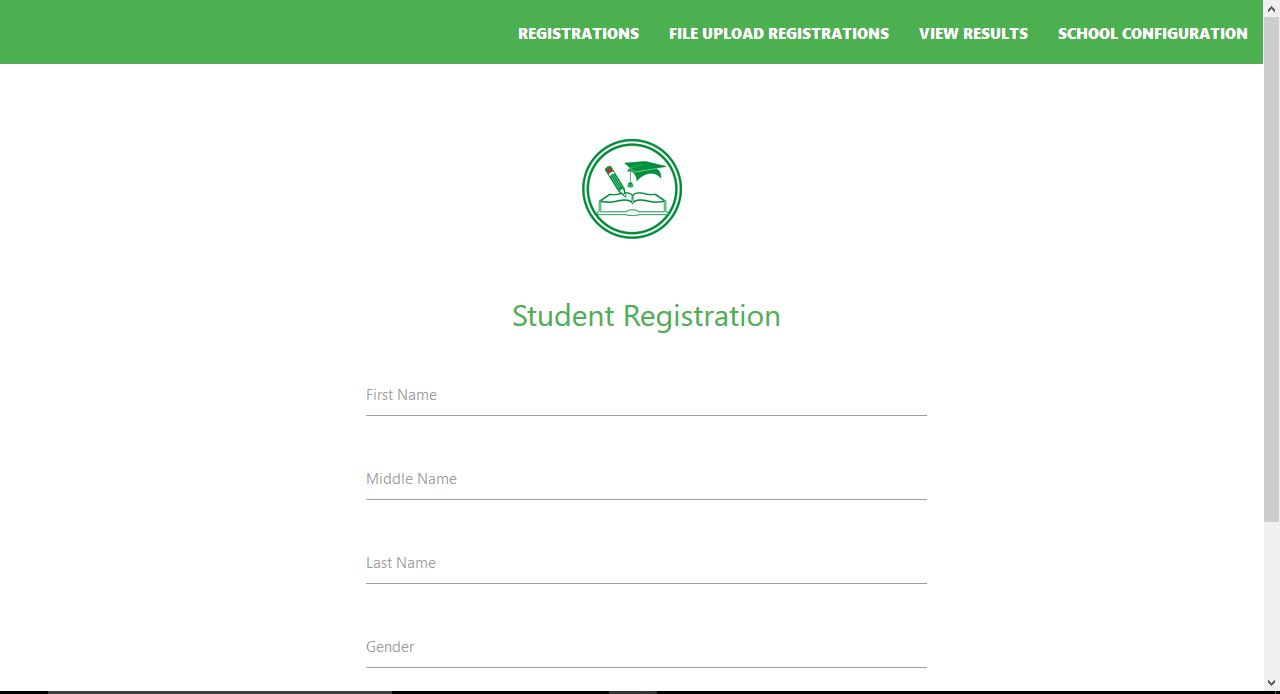 REGISTRATIONS FILE UPLOAD REGISTRATIONS VIEW RESULTS SCHOOL CONFIGURATION
Student Registration
First Name
Middle Name
Last Name
Gender